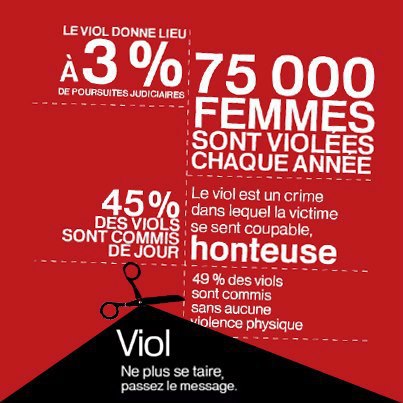 LE VIOL DONNE LIEU
À 3 %
DE POURSUITES JUDICIAIRES
75 000
FEMMES
SONT VIOLÉES
CHAQUE ANNÉE
45 %
DES VIOLS
SONT COMMIS
DE JOUR
Le viol est un crime
dans lequel la victime
se sent coupable,
honteuse
49 % des viols
sont commis
sans aucune
violence physique
Viol
Ne plus se taire,
passez le message.